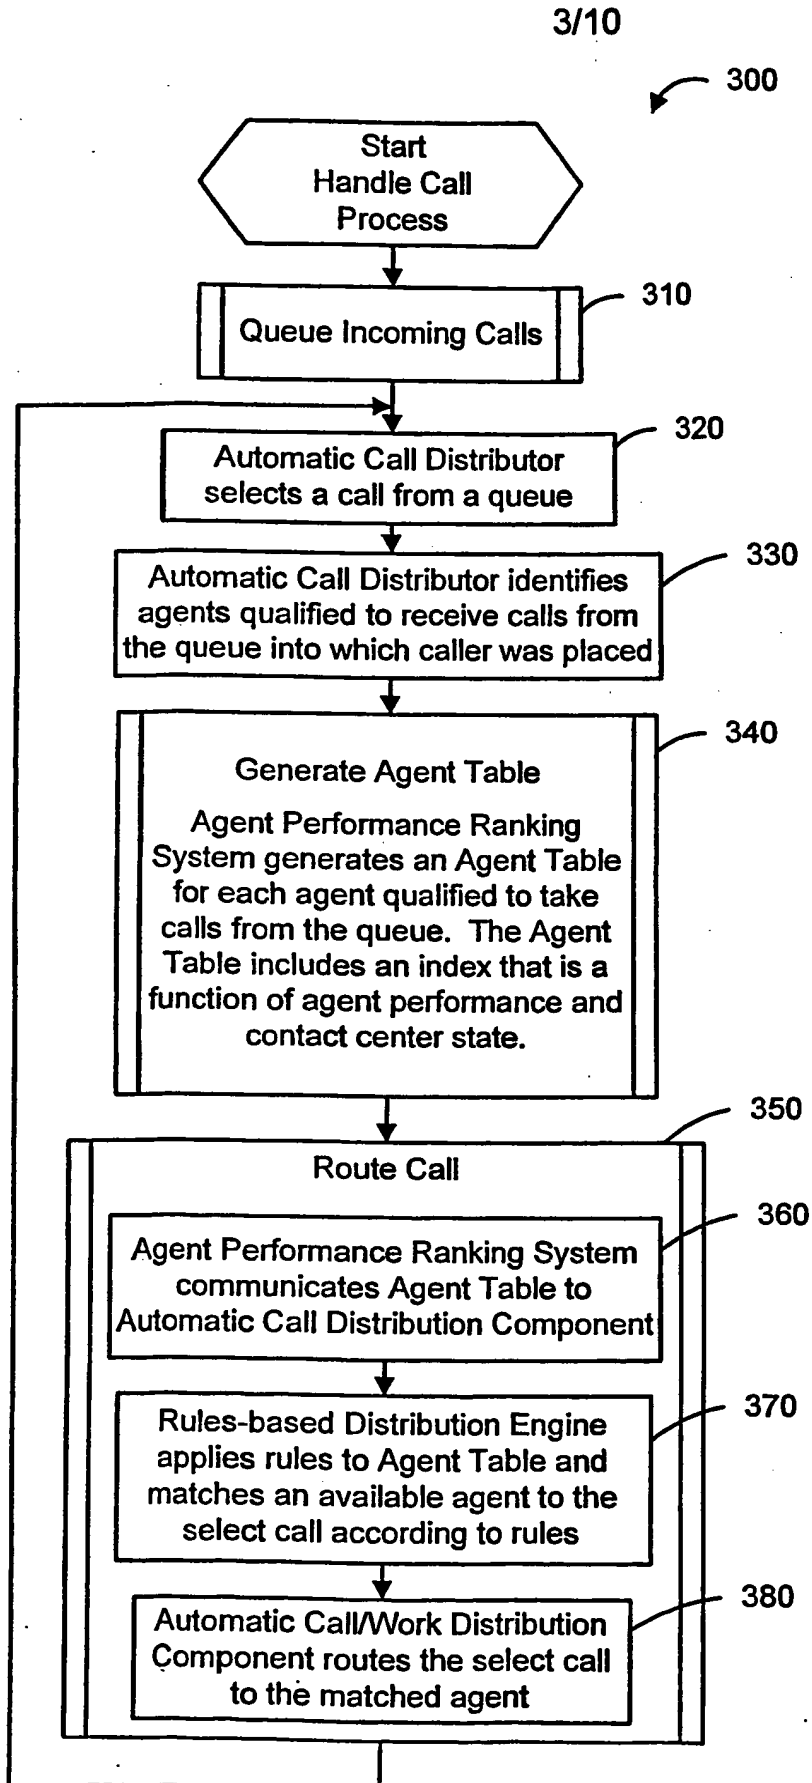 3/10
300
Start
Handle Call
Process
310
Queue Incoming Calls
320
Automatic Call Distributor
selects a call from a queue
330
Automatic Call Distributor identifies
agents qualified to receive calls from
the queue into which caller was placed
340
Generate Agent Table
Agent Performance Ranking
System generates an Agent Table
for each agent qualified to take
calls from the queue. The Agent
Table includes an index that is a
function of agent performance and
contact center state.
350
Route Call
360
Agent Performance Ranking System
communicates Agent Table to
Automatic Call Distribution Component
370
Rules-based Distribution Engine
applies rules to Agent Table and
matches an available agent to the
select call according to rules
380
Automatic Call/Work Distribution
Component routes the select call
to the matched agent